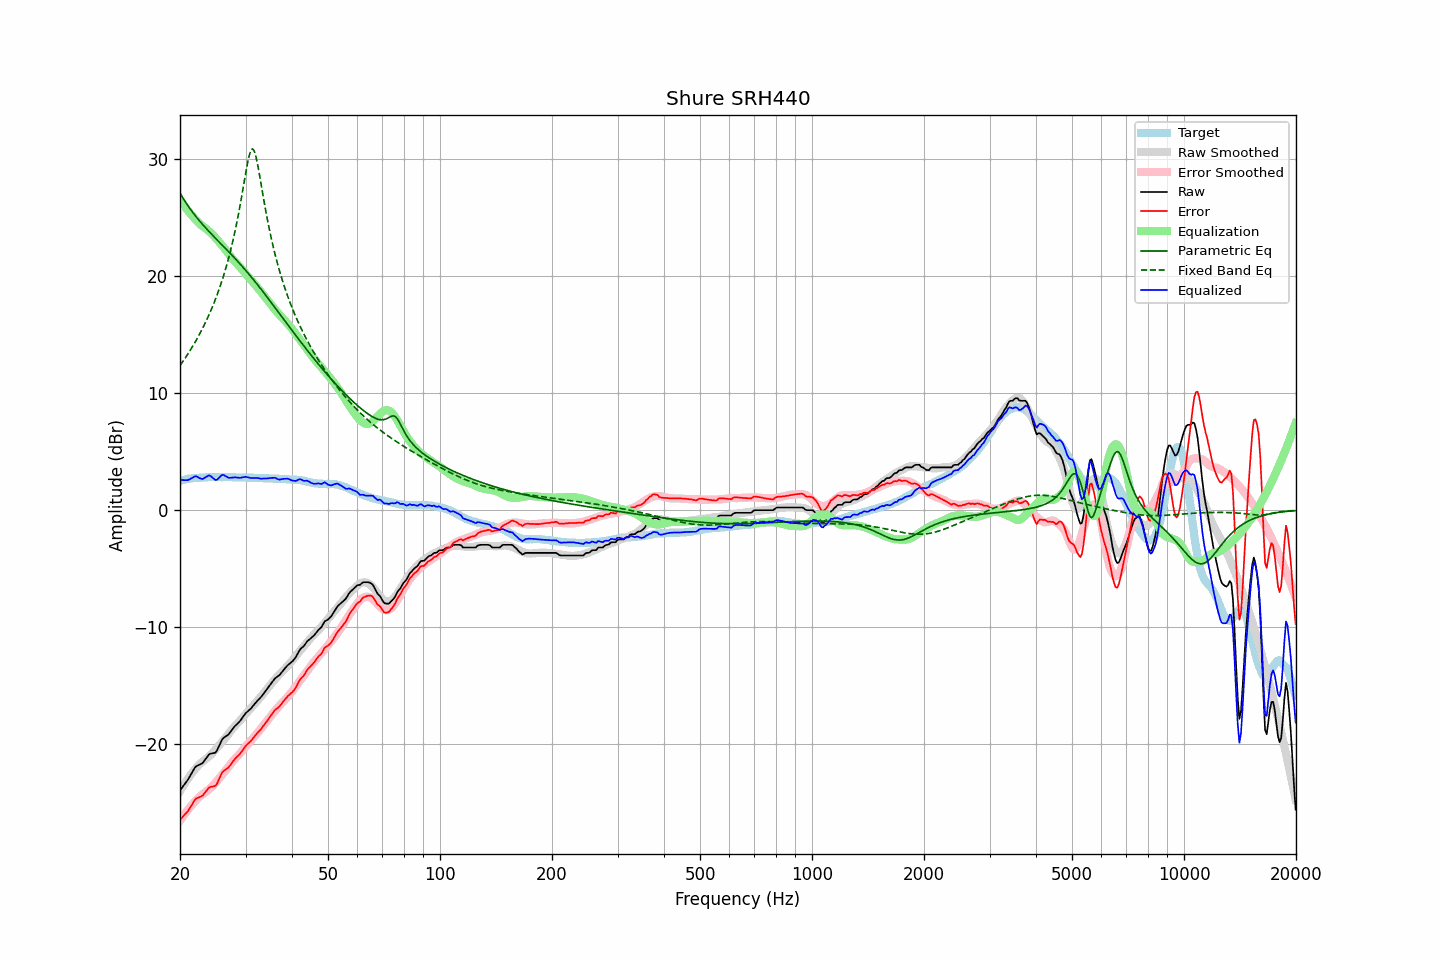 Shure SRH440
Target
Raw Smoothed
Error Smoothed
Raw
Error
Equalization
Parametric Eq
Fixed Band Eq
Equalized
Amplitude (dBr)
30
20
10
0
−10
−20
20
50
100
200
500
1000
2000
5000
10000
20000
Frequency (Hz)